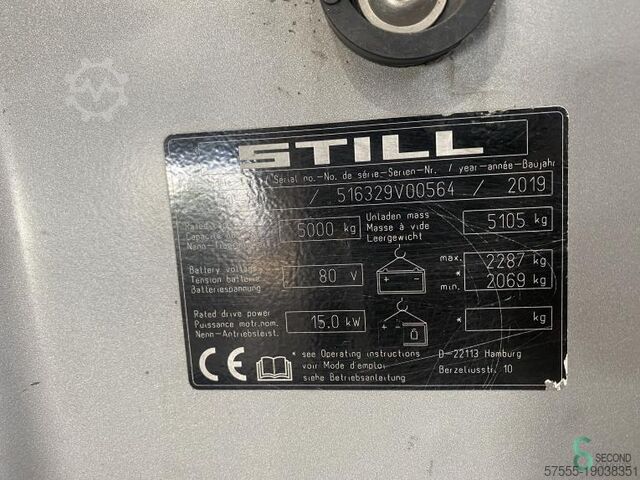 STILL
/ Serial no.-No. de série-Serien-Nr. / year-année-Baujahr
/ 516329V00564 / 2019
5000 kg
Unladen mass
Masse à vide
Leergewicht
5105 kg
Battery voltage
Tension batterie
Batteriespannung
80 V
+ -
max. 2287 kg
*
min. 2069 kg
Rated drive power
Puissance mot.nom.
Nenn-Antriebsleist.
15.0 kW
+ -
* kg
CE
* see Operating instructions
voir Mode d'emploi
siehe Betriebsanleitung
D-22113 Hamburg
Berzeliusstr. 10
SECOND
57555-19038351